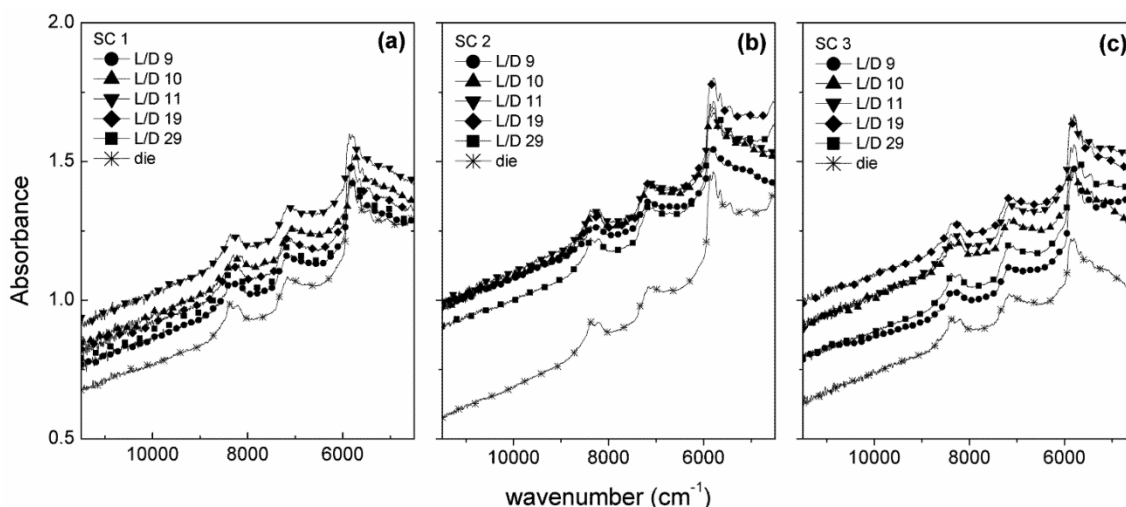 2.0
1.5
1.0
0.5
Absorbance
SC 1
L/D 9
L/D 10
L/D 11
L/D 19
L/D 29
die
(a)
10000 8000 6000
SC 2
L/D 9
L/D 10
L/D 11
L/D 19
L/D 29
die
(b)
10000 8000 6000
SC 3
L/D 9
L/D 10
L/D 11
L/D 19
L/D 29
die
(c)
10000 8000 6000
wavenumber (cm⁻¹)